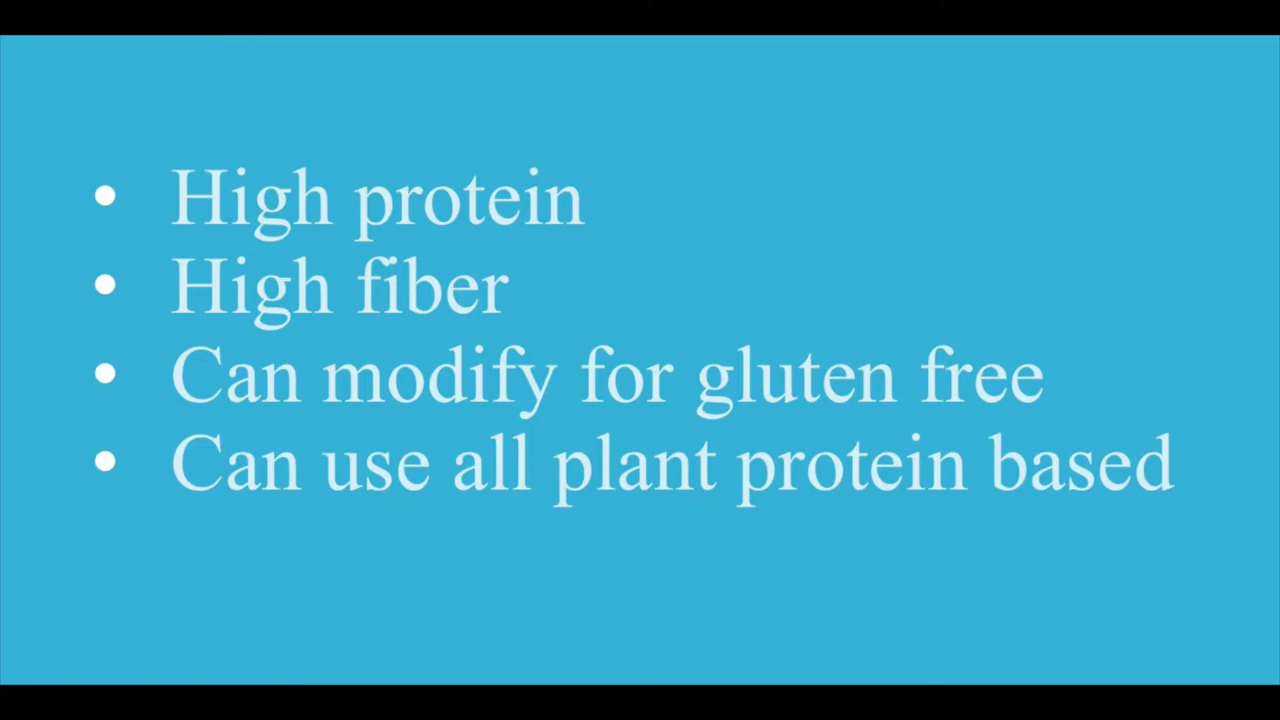 • High protein
• High fiber
• Can modify for gluten free
• Can use all plant protein based